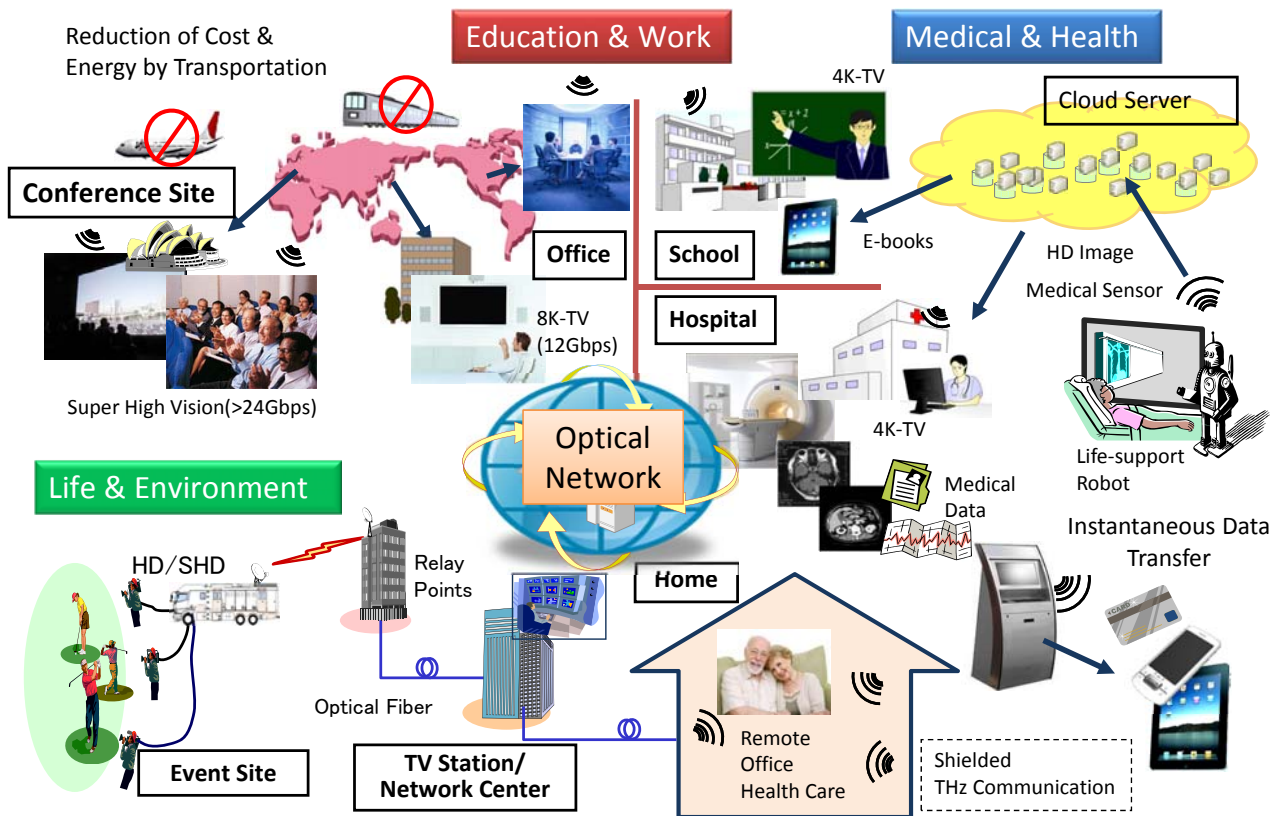 Reduction of Cost &
Energy by Transportation
Education & Work
Medical & Health
4K-TV
Cloud Server
Conference Site
Office
School
E-books
HD Image
Medical Sensor
Hospital
8K-TV
(12Gbps)
Super High Vision(>24Gbps)
Optical
Network
4K-TV
Life-support
Robot
Life & Environment
Medical
Data
Instantaneous Data
Transfer
HD/SHD
Relay
Points
Home
CARD
Optical Fiber
Remote
Office
Health Care
Event Site
TV Station/
Network Center
Shielded
THz Communication